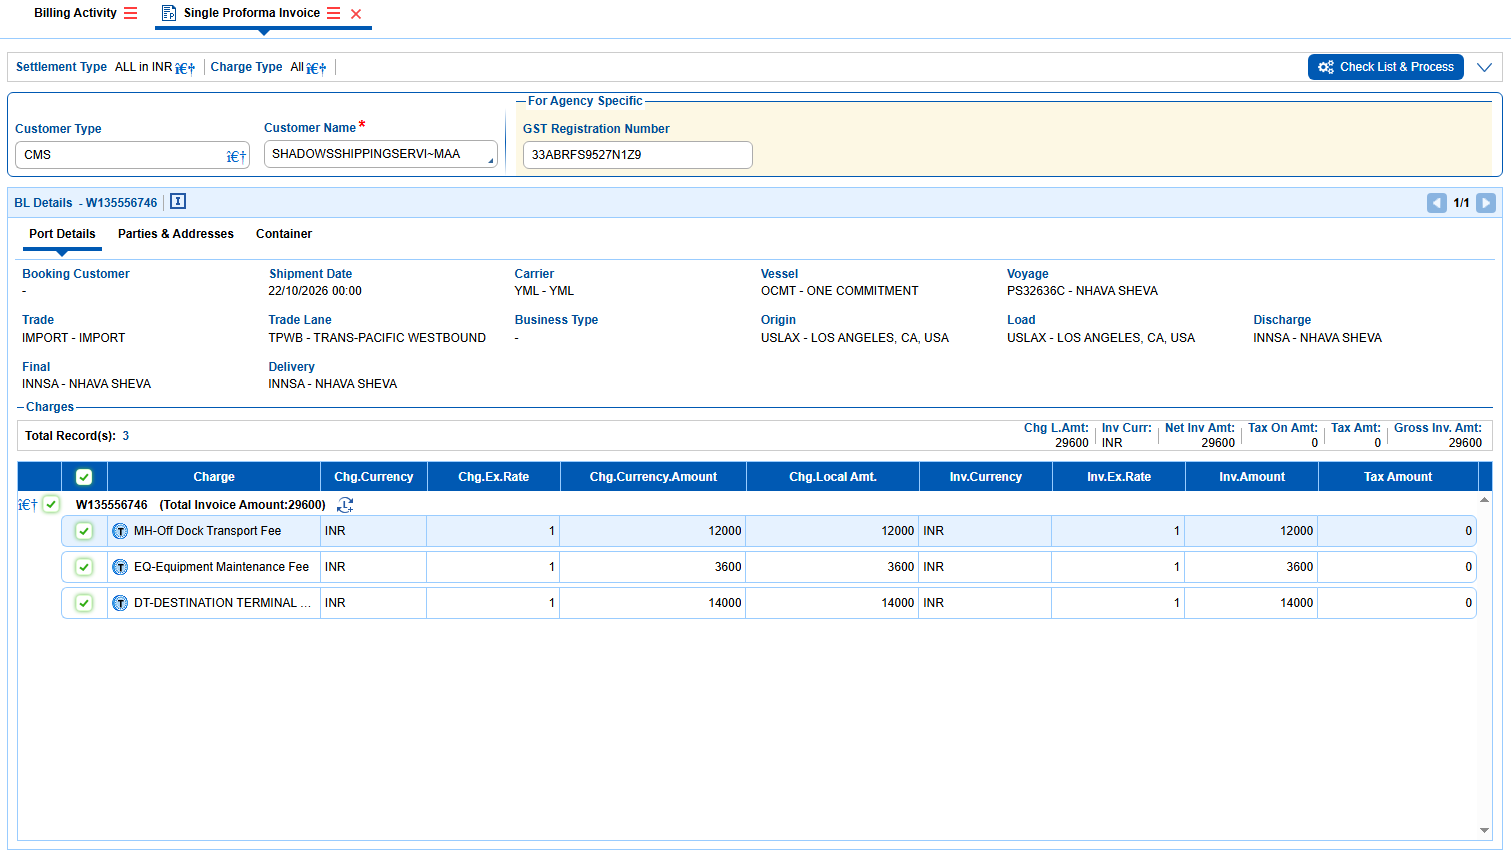 Billing Activity
Single Proforma Invoice
Settlement Type ALL in INR î€† Charge Type All î€†
Check List & Process
For Agency Specific
Customer Type
Customer Name *
GST Registration Number
CMS î€†
SHADOWSSHIPPINGSERVI~MAA
33ABRFS9527N1Z9
BL Details - W135556746
1/1
Port Details Parties & Addresses Container
Booking Customer Shipment Date Carrier Vessel Voyage
- 22/10/2026 00:00 YML - YML OCMT - ONE COMMITMENT PS32636C - NHAVA SHEVA
Trade Trade Lane Business Type Origin Load Discharge
IMPORT - IMPORT TPWB - TRANS-PACIFIC WESTBOUND - USLAX - LOS ANGELES, CA, USA USLAX - LOS ANGELES, CA, USA INNSA - NHAVA SHEVA
Final Delivery
INNSA - NHAVA SHEVA INNSA - NHAVA SHEVA
Charges
Total Record(s): 3
Chg L.Amt: Inv Curr: Net Inv Amt: Tax On Amt: Tax Amt: Gross Inv. Amt:
29600 INR 29600 0 0 29600
Charge Chg.Currency Chg.Ex.Rate Chg.Currency.Amount Chg.Local Amt. Inv.Currency Inv.Ex.Rate Inv.Amount Tax Amount
î€† W135556746 (Total Invoice Amount:29600)
T MH-Off Dock Transport Fee INR 1 12000 12000 INR 1 12000 0
T EQ-Equipment Maintenance Fee INR 1 3600 3600 INR 1 3600 0
T DT-DESTINATION TERMINAL ... INR 1 14000 14000 INR 1 14000 0